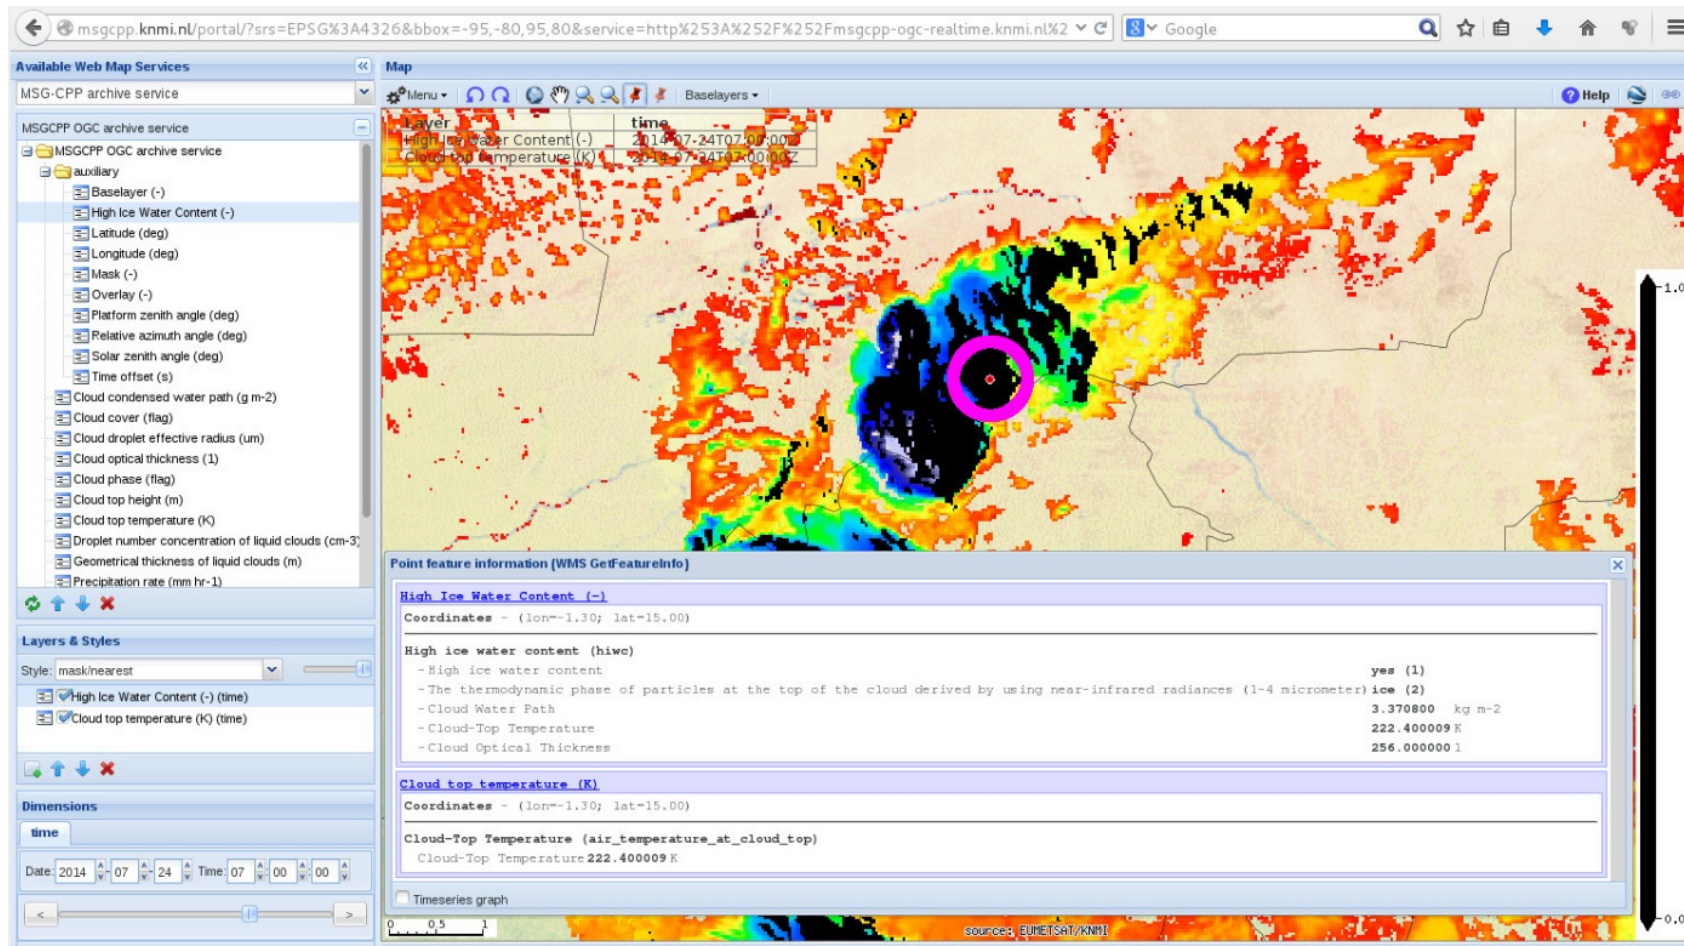 msgcpp.knmi.nl/portal/?srs=EPSG%3A4326&bbox=-95,-80,95,80&service=http%253A%252F%252Fmsgcpp-ogc-realtime.knmi.nl%2
Google
Available Web Map Services
MSG-CPP archive service
MSGCPP OGC archive service
MSGCPP OGC archive service
auxiliary
Baselayer (-)
High Ice Water Content (-)
Latitude (deg)
Longitude (deg)
Mask (-)
Overlay (-)
Platform zenith angle (deg)
Relative azimuth angle (deg)
Solar zenith angle (deg)
Time offset (s)
Cloud condensed water path (g m-2)
Cloud cover (flag)
Cloud droplet effective radius (um)
Cloud optical thickness (1)
Cloud phase (flag)
Cloud top height (m)
Cloud top temperature (K)
Droplet number concentration of liquid clouds (cm-3)
Geometrical thickness of liquid clouds (m)
Precipitation rate (mm hr-1)
Layers & Styles
Style: mask/nearest
High Ice Water Content (-) (time)
Cloud top temperature (K) (time)
Dimensions
time
Date: 2014 - 07 - 24 Time: 07 : 00 : 00
< >
Map
Menu Baselayers Help
Layer time
High Ice Water Content (-) 2014-07-24T07:00:00Z
Cloud top temperature (K) 2014-07-24T07:00:00Z
1.0
Point feature information (WMS GetFeatureInfo)
High Ice Water Content (-)
Coordinates - (lon=-1.30; lat=15.00)
High ice water content (hiwc)
-High ice water content yes (1)
-The thermodynamic phase of particles at the top of the cloud derived by using near-infrared radiances (1-4 micrometer) ice (2)
-Cloud Water Path 3.370800 kg m-2
-Cloud-Top Temperature 222.400009 K
-Cloud Optical Thickness 256.000000 1
Cloud top temperature (K)
Coordinates - (lon=-1.30; lat=15.00)
Cloud-Top Temperature (air_temperature_at_cloud_top)
Cloud-Top Temperature 222.400009 K
Timeseries graph
0 0,5 1
source: EUMETSAT/KNMI
0.0